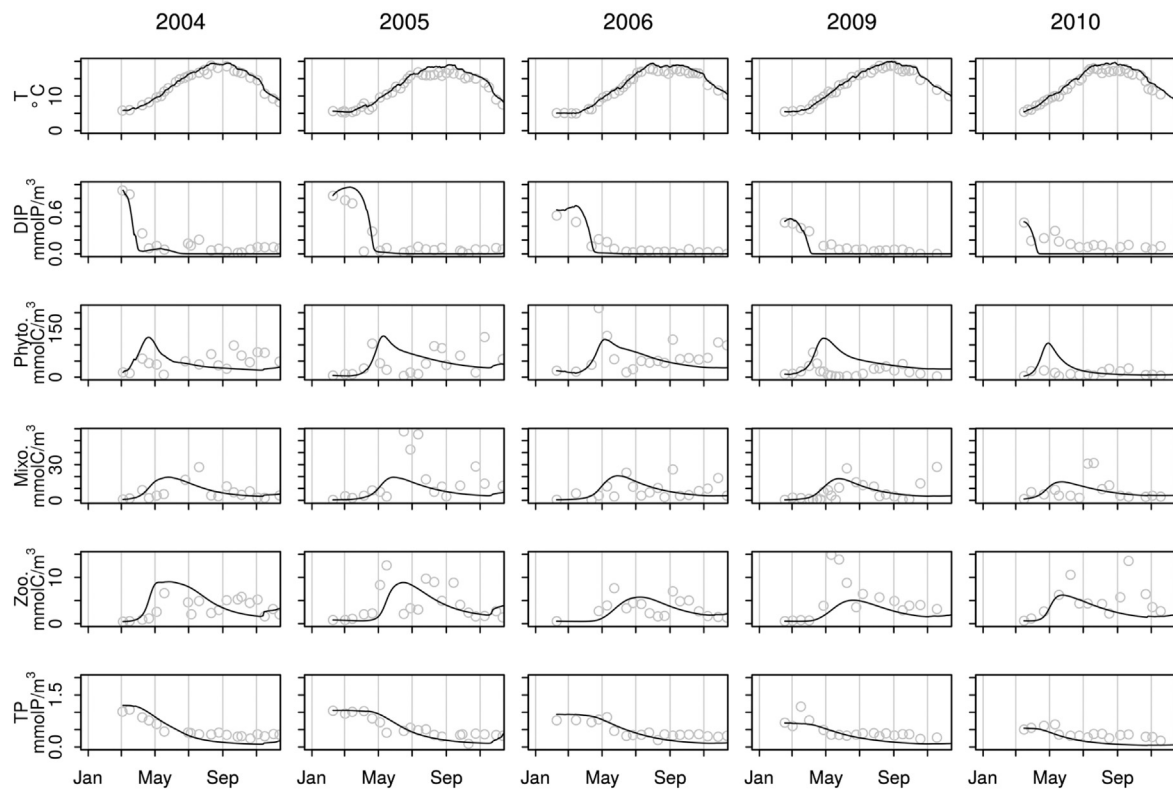 2004 2005 2006 2009 2010
T
°C
0 10
DIP
mmolP/m³
0.0 0.6
Phyto.
mmolC/m³
0 150
Mixo.
mmolC/m³
0 30
Zoo.
mmolC/m³
0 10
TP
mmolP/m³
0.0 1.5
Jan May Sep Jan May Sep Jan May Sep Jan May Sep Jan May Sep